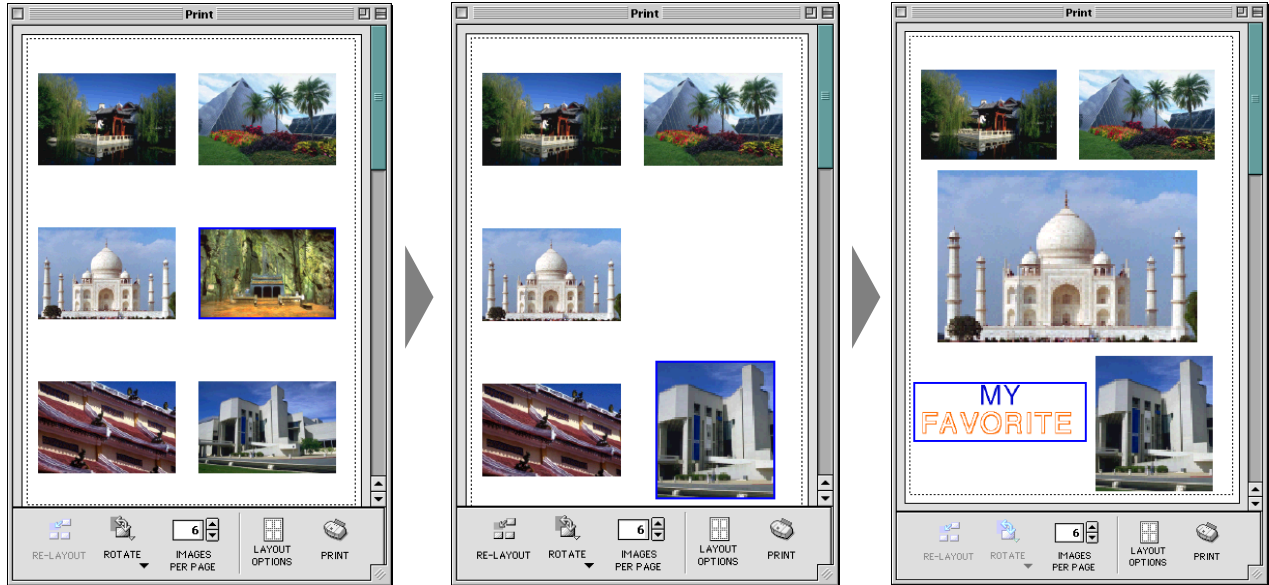 Print
RE-LAYOUT
ROTATE
6
IMAGES
PER PAGE
LAYOUT
OPTIONS
PRINT
Print
RE-LAYOUT
ROTATE
6
IMAGES
PER PAGE
LAYOUT
OPTIONS
PRINT
Print
MY
FAVORITE
RE-LAYOUT
ROTATE
6
IMAGES
PER PAGE
LAYOUT
OPTIONS
PRINT